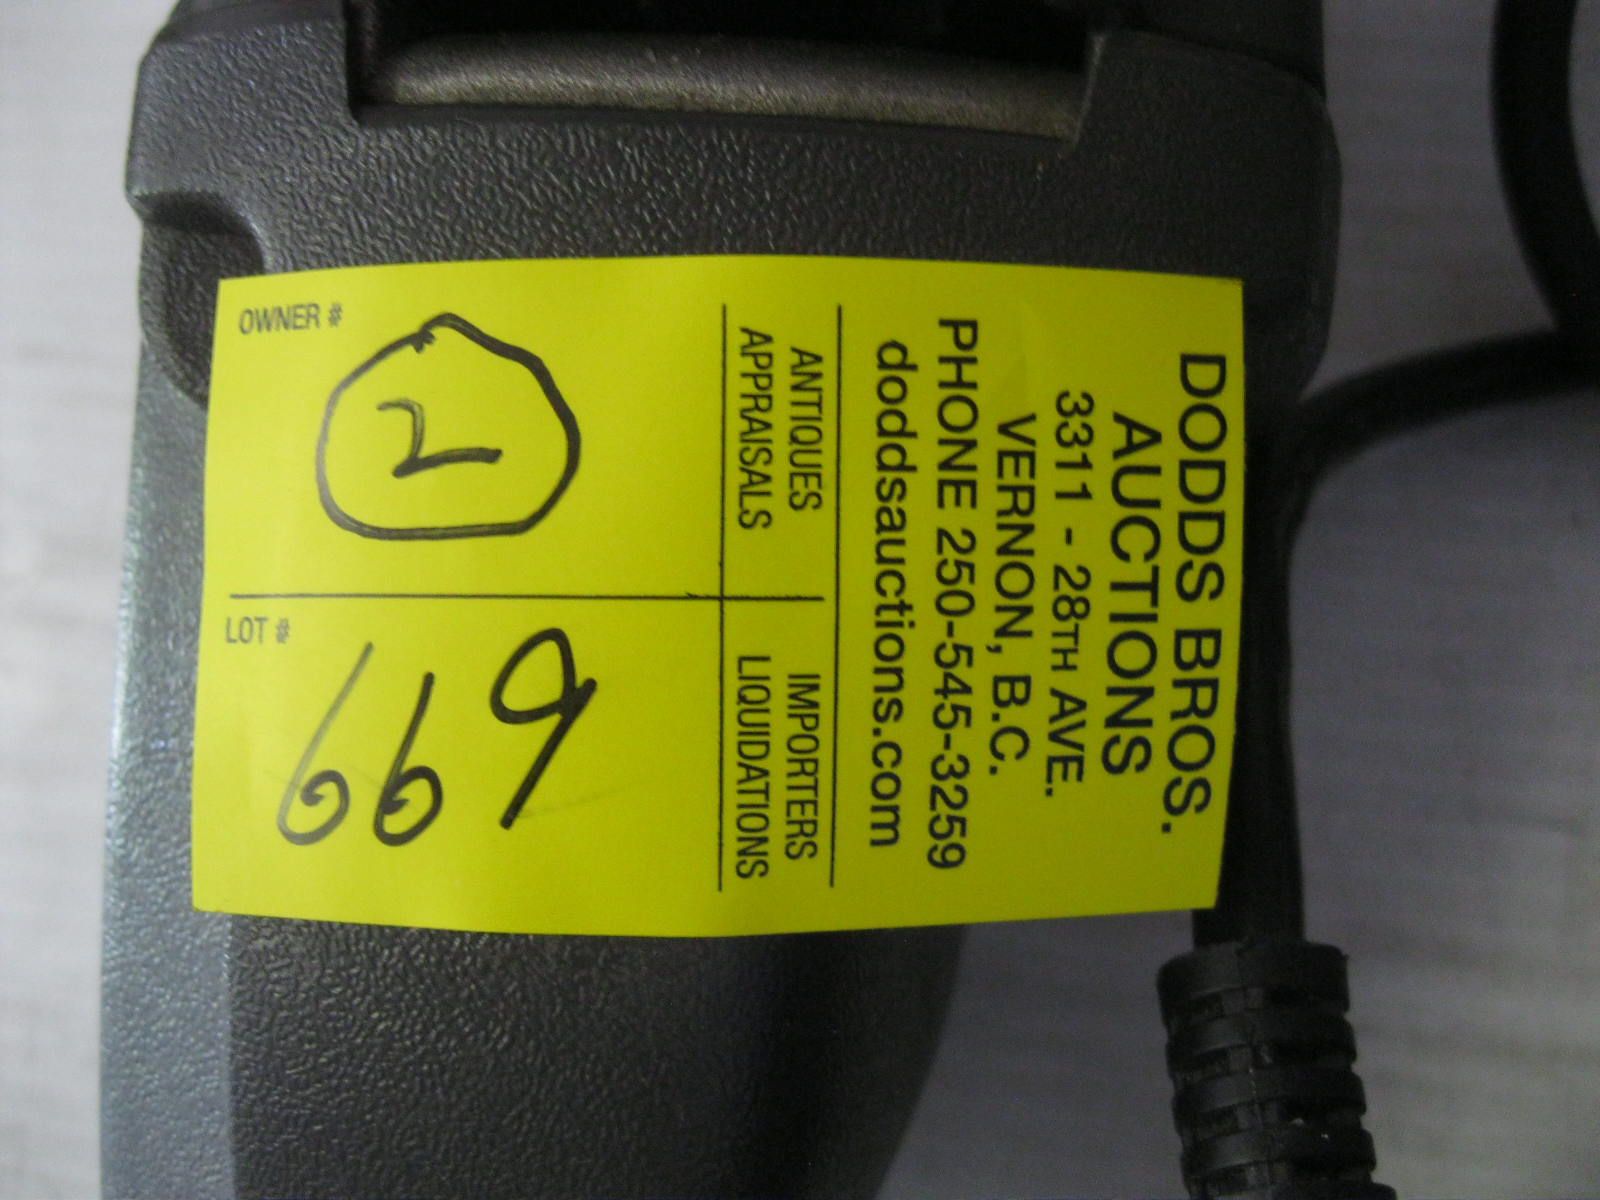 DODDS BROS.
AUCTIONS
3311 - 28TH AVE.
VERNON, B.C.
PHONE 250-545-3259
doddsauctions.com
ANTIQUES IMPORTERS
APPRAISALS LIQUIDATIONS
OWNER #
2
LOT #
669